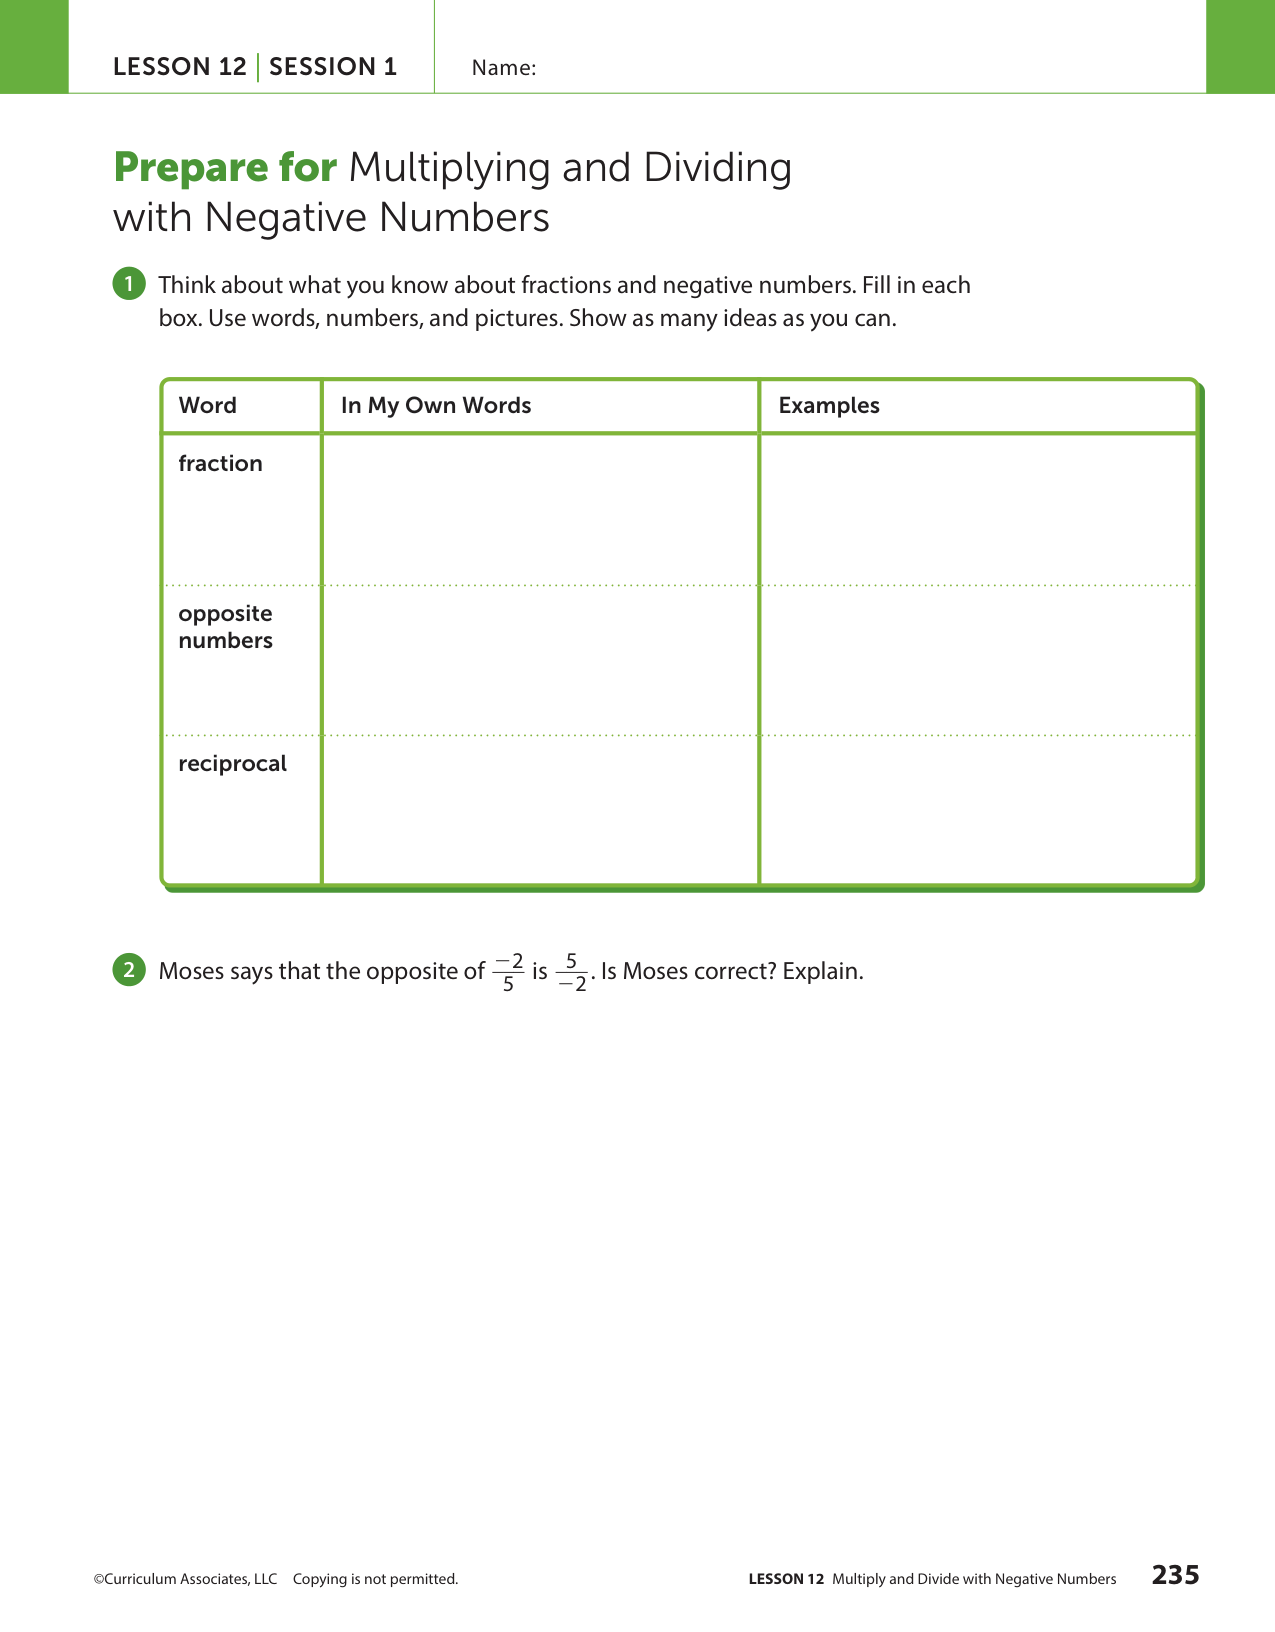 LESSON 12 | SESSION 1
Name:
Prepare for Multiplying and Dividing
with Negative Numbers
1 Think about what you know about fractions and negative numbers. Fill in each
box. Use words, numbers, and pictures. Show as many ideas as you can.
Word
In My Own Words
Examples
fraction
opposite
numbers
reciprocal
2 Moses says that the opposite of −2/5 is 5/−2. Is Moses correct? Explain.
©Curriculum Associates, LLC Copying is not permitted.
LESSON 12 Multiply and Divide with Negative Numbers 235